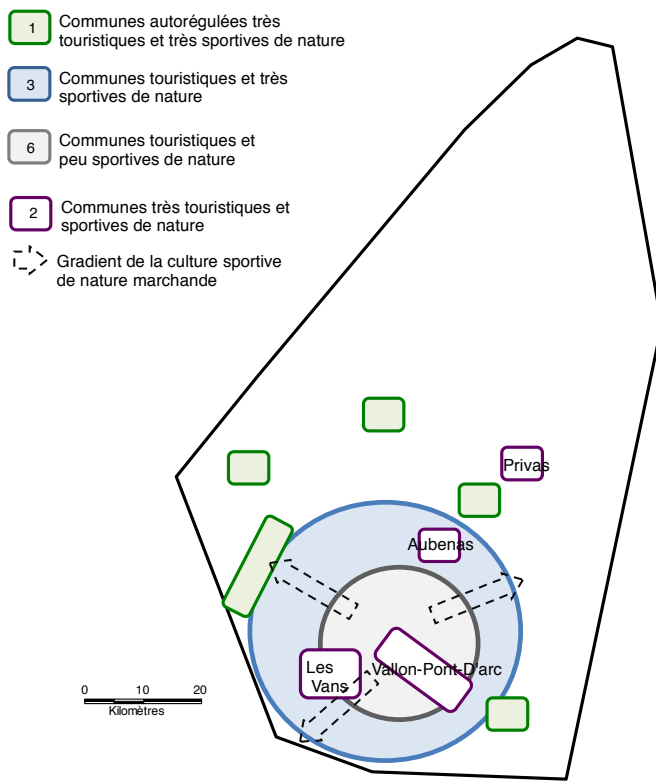 1
Communes autorégulées très
touristiques et très sportives de nature
3
Communes touristiques et très
sportives de nature
6
Communes touristiques et
peu sportives de nature
2
Communes très touristiques et
sportives de nature
Gradient de la culture sportive
de nature marchande
Privas
Aubenas
Les
Vans
Vallon-Pont-D'arc
0 10 20
Kilomètres